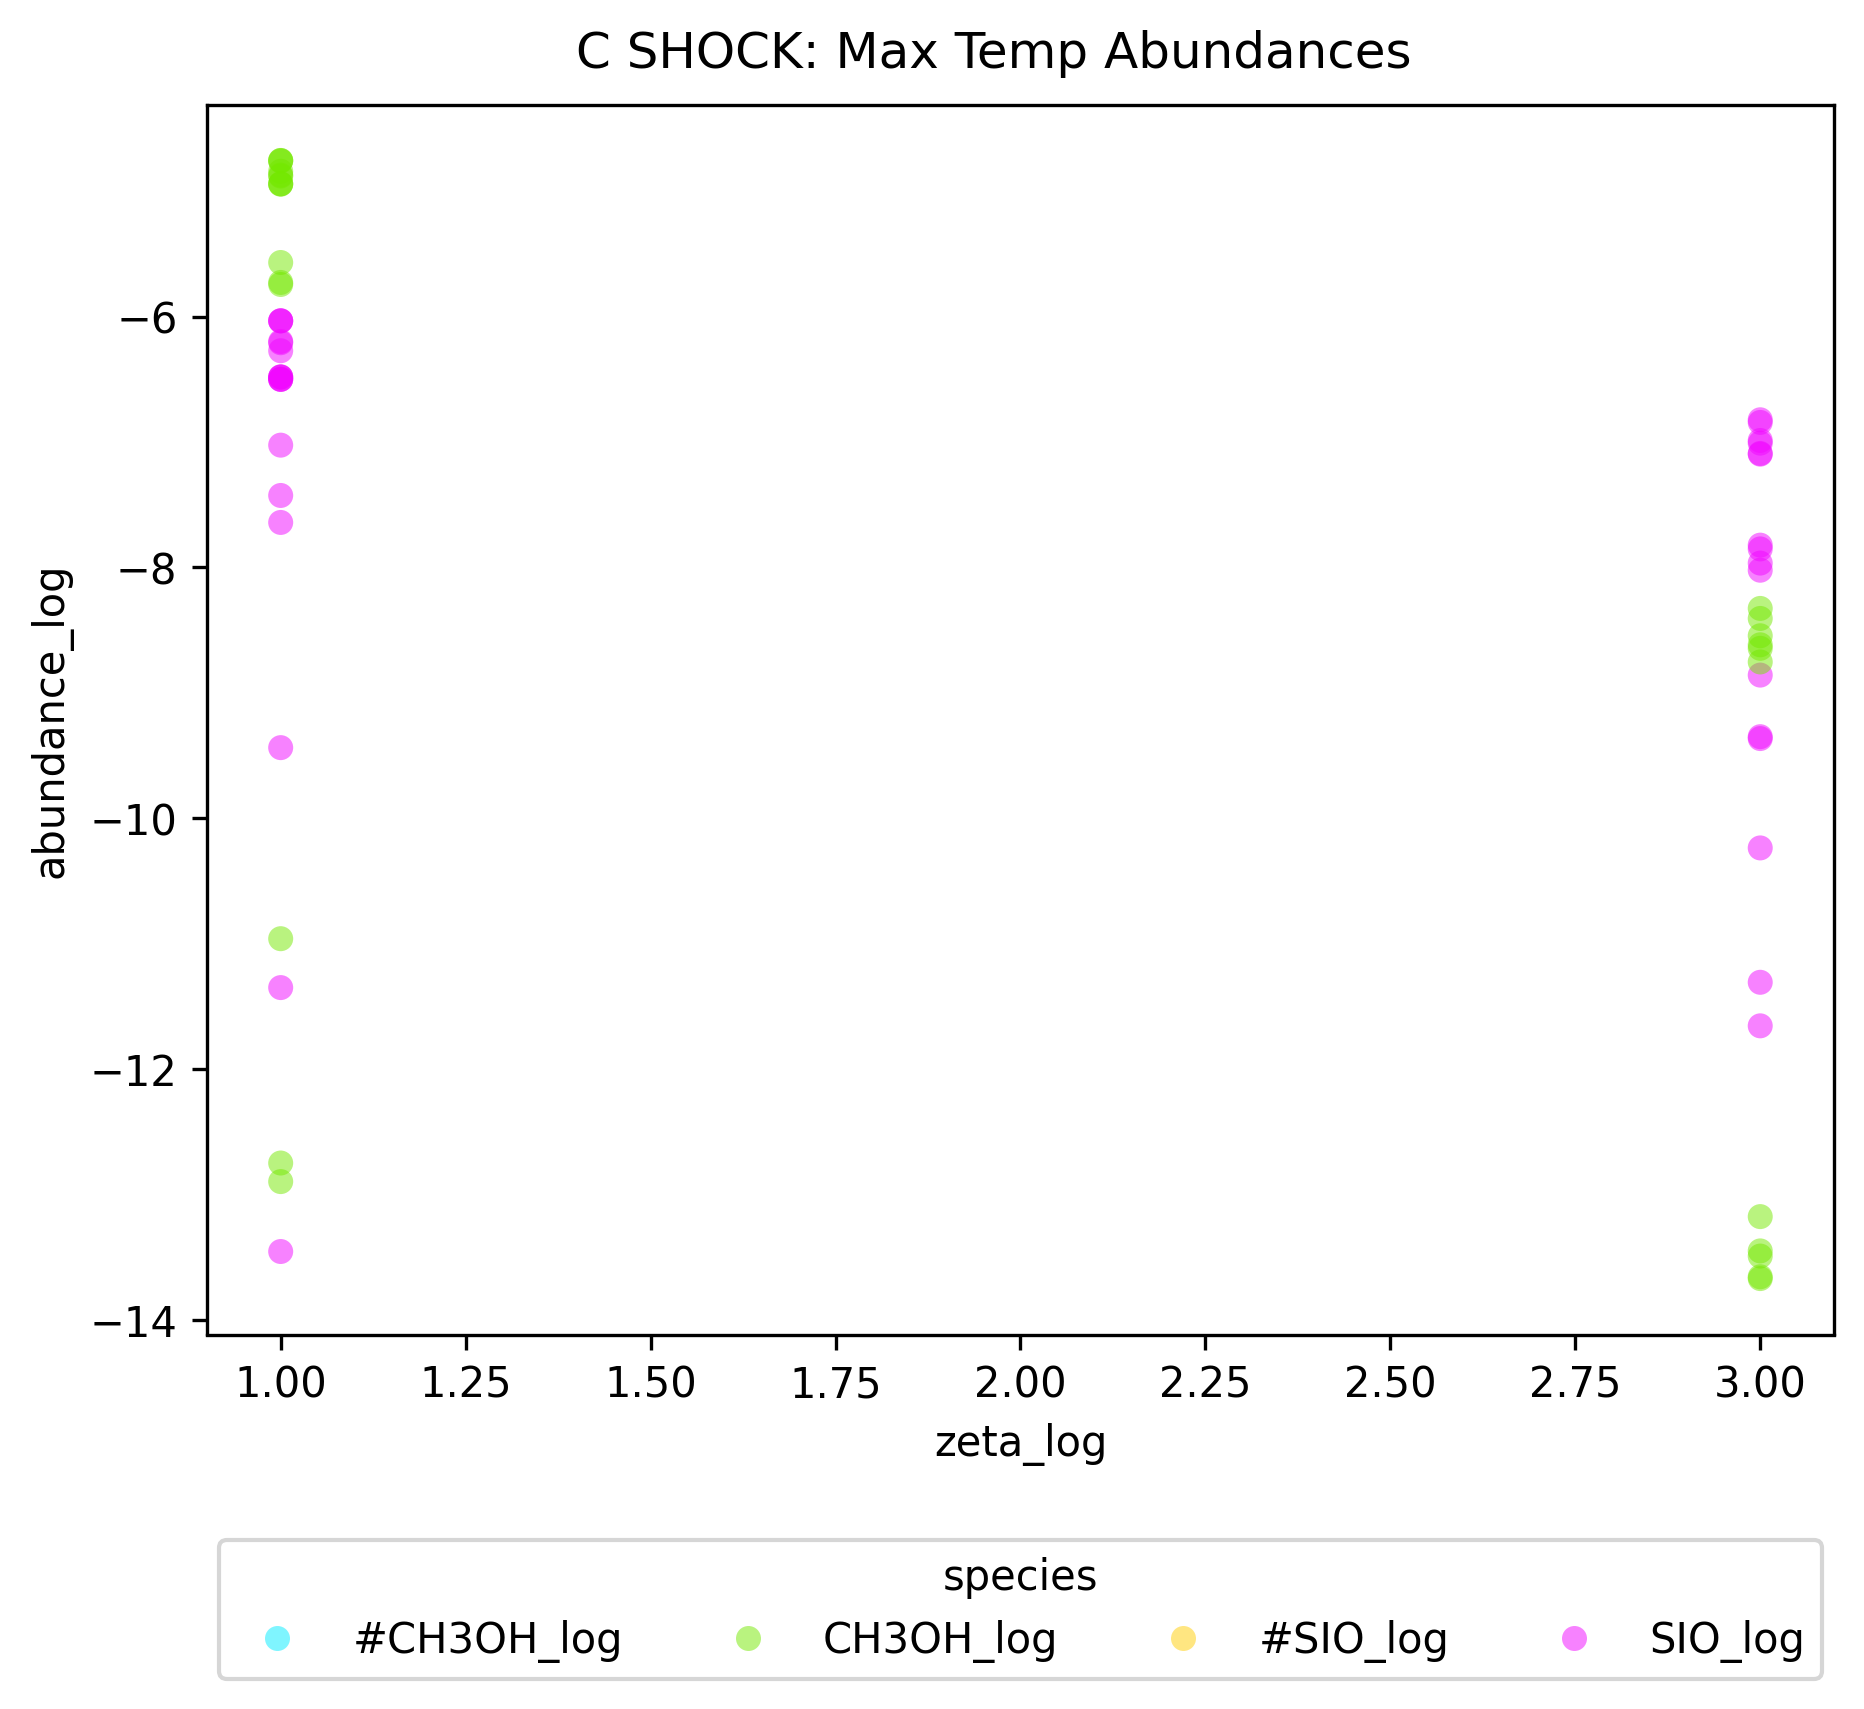 C SHOCK: Max Temp Abundances
abundance_log
−6
−8
−10
−12
−14
1.00 1.25 1.50 1.75 2.00 2.25 2.50 2.75 3.00
zeta_log
species
#CH3OH_log CH3OH_log #SIO_log SIO_log